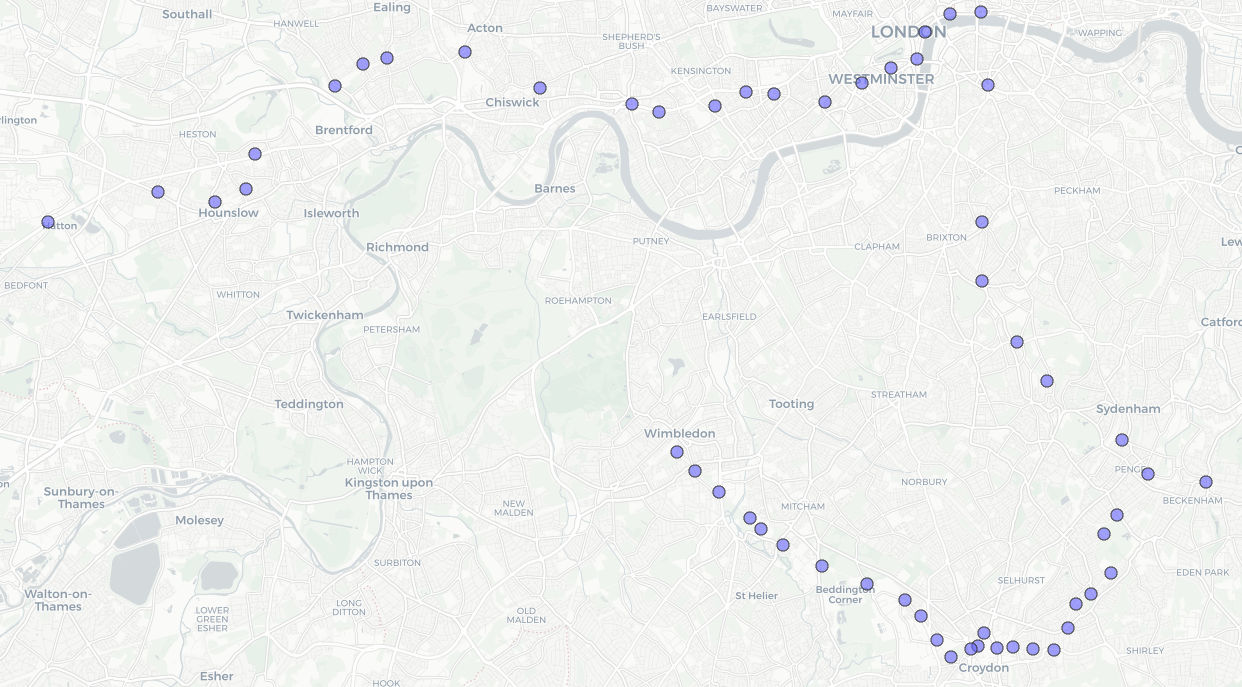 Southall
Ealing
BAYSWATER
MAYFAIR
HANWELL
Acton
LONDON
WAPPING
SHEPHERD'S
BUSH
KENSINGTON
WESTMINSTER
Chiswick
rlington
HESTON
Brentford
Barnes
PECKHAM
Hounslow
Isleworth
Hatton
Richmond
PUTNEY
CLAPHAM
BRIXTON
Lew
BEDFONT
WHITTON
ROEHAMPTON
Twickenham
PETERSHAM
EARLSFIELD
Catfor
Teddington
Tooting
STREATHAM
Sydenham
Wimbledon
HAMPTON
WICK
Kingston upon
Thames
PENGE
on
Sunbury-on-
Thames
NORBURY
BECKENHAM
NEW
MALDEN
MITCHAM
Molesey
SURBITON
EDEN PARK
SELHURST
Walton-on-
Thames
St Helier
Beddington
Corner
LOWER
GREEN
ESHER
LONG
DITTON
OLD
MALDEN
SHIRLEY
Croydon
Esher
HOOK